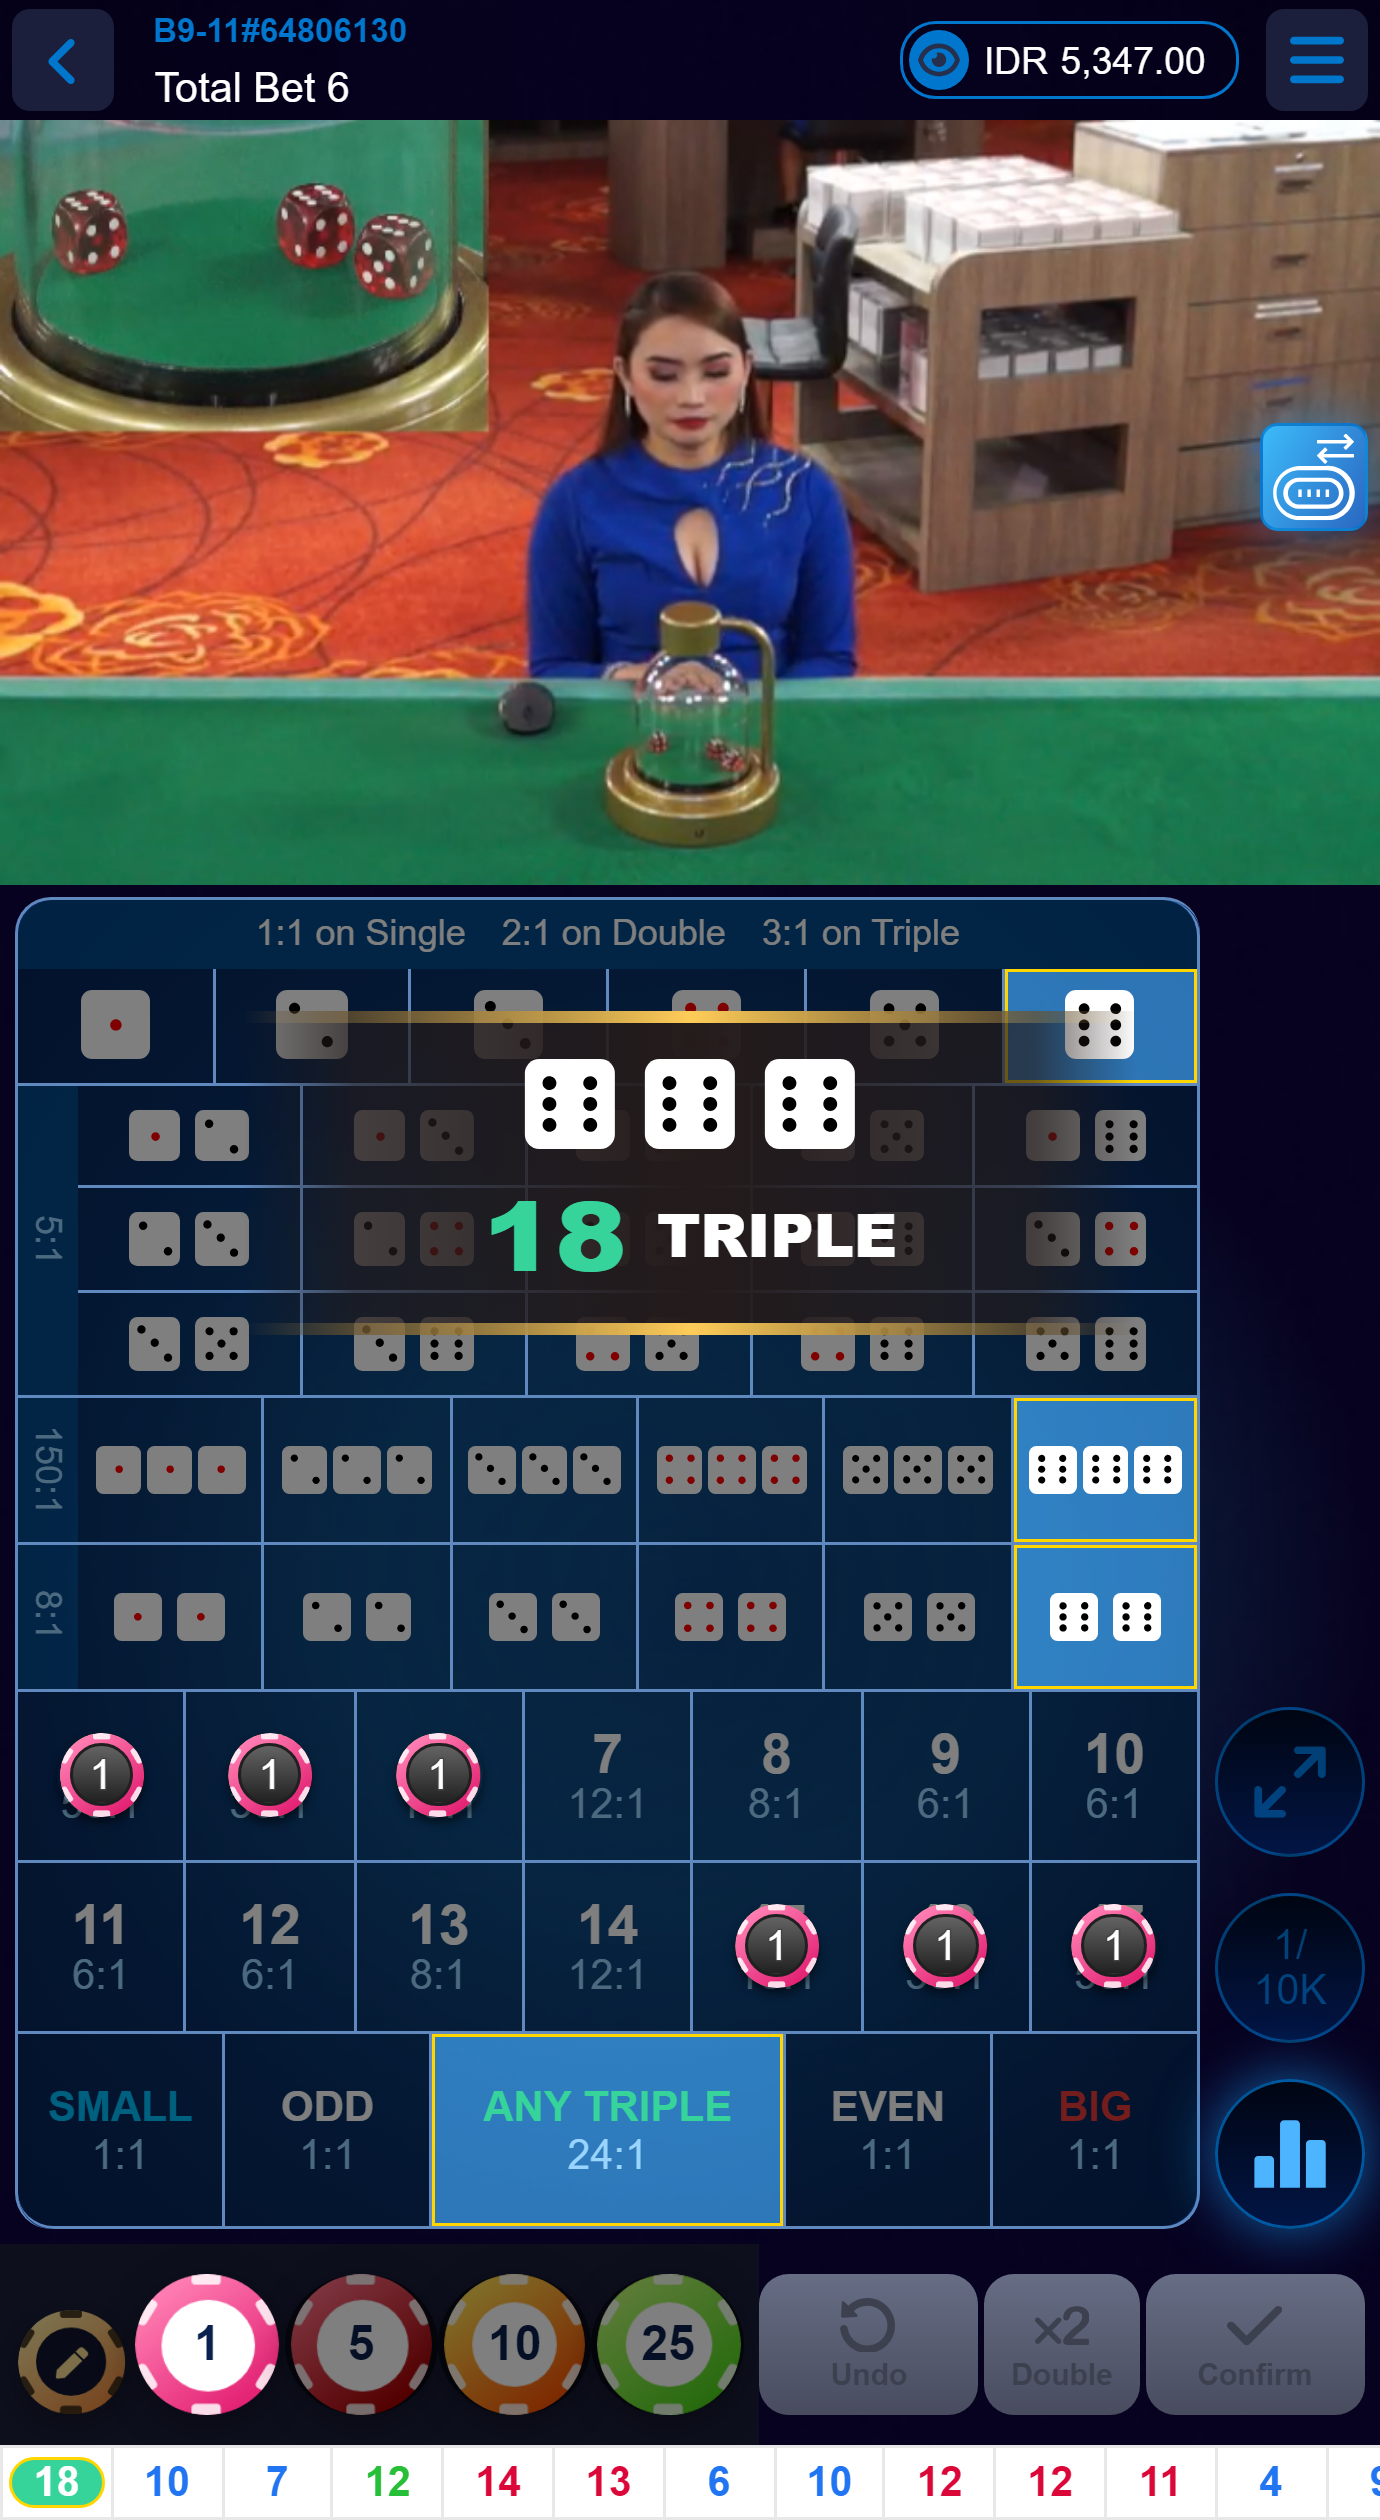 B9-11#64806130
Total Bet 6
IDR 5,347.00
1:1 on Single 2:1 on Double 3:1 on Triple
18 TRIPLE
5:1
150:1
8:1
1 1 1 7 8 9 10
12:1 8:1 6:1 6:1
11 12 13 14 1 1 1
6:1 6:1 8:1 12:1
1/
10K
SMALL ODD ANY TRIPLE EVEN BIG
1:1 1:1 24:1 1:1 1:1
1 5 10 25
Undo
x2
Double
Confirm
18 10 7 12 14 13 6 10 12 12 11 4